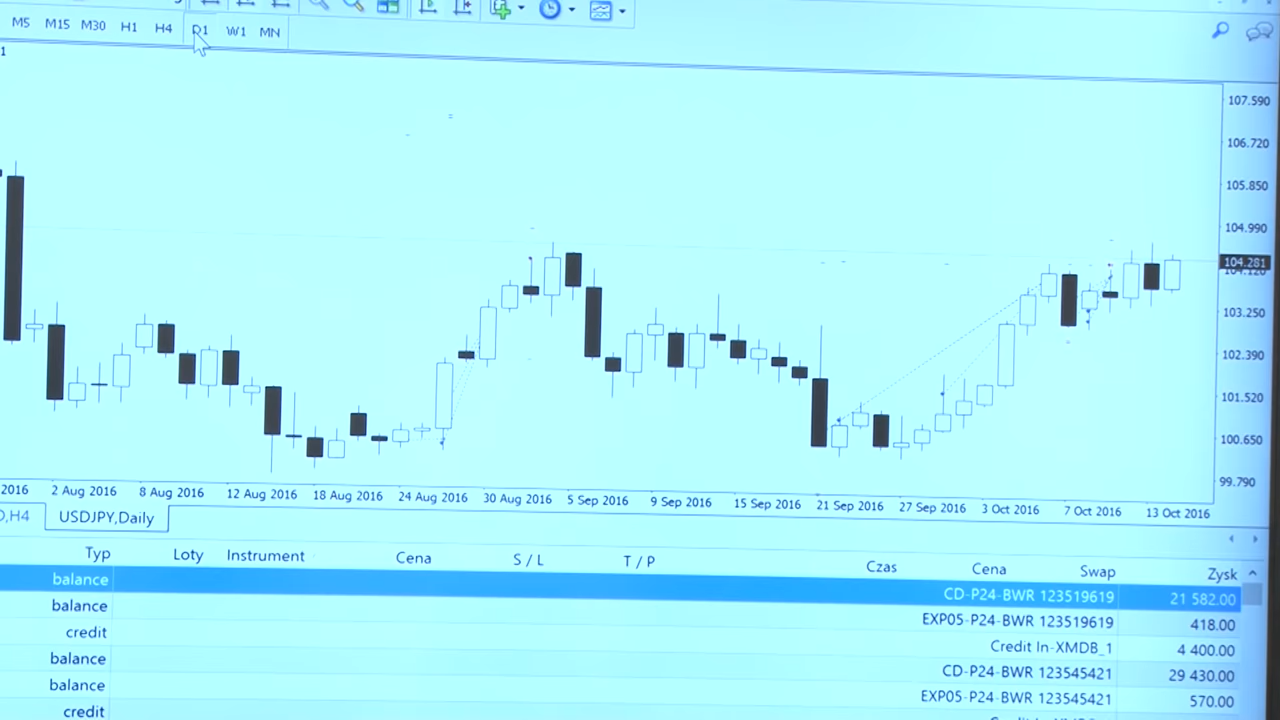 M5 M15 M30 H1 H4 D1 W1 MN
1
107.590
106.720
105.850
104.990
104.281
104.120
103.250
102.390
101.520
100.650
99.790
2016 2 Aug 2016 8 Aug 2016 12 Aug 2016 18 Aug 2016 24 Aug 2016 30 Aug 2016 5 Sep 2016 9 Sep 2016 15 Sep 2016 21 Sep 2016 27 Sep 2016 3 Oct 2016 7 Oct 2016 13 Oct 2016
,H4 USDJPY,Daily
Typ Loty Instrument Cena S / L T / P Czas Cena Swap Zysk
balance CD-P24-BWR 123519619 21 582.00
balance EXP05-P24-BWR 123519619 418.00
credit Credit In-XMDB_1 4 400.00
balance CD-P24-BWR 123545421 29 430.00
balance EXP05-P24-BWR 123545421 570.00
credit